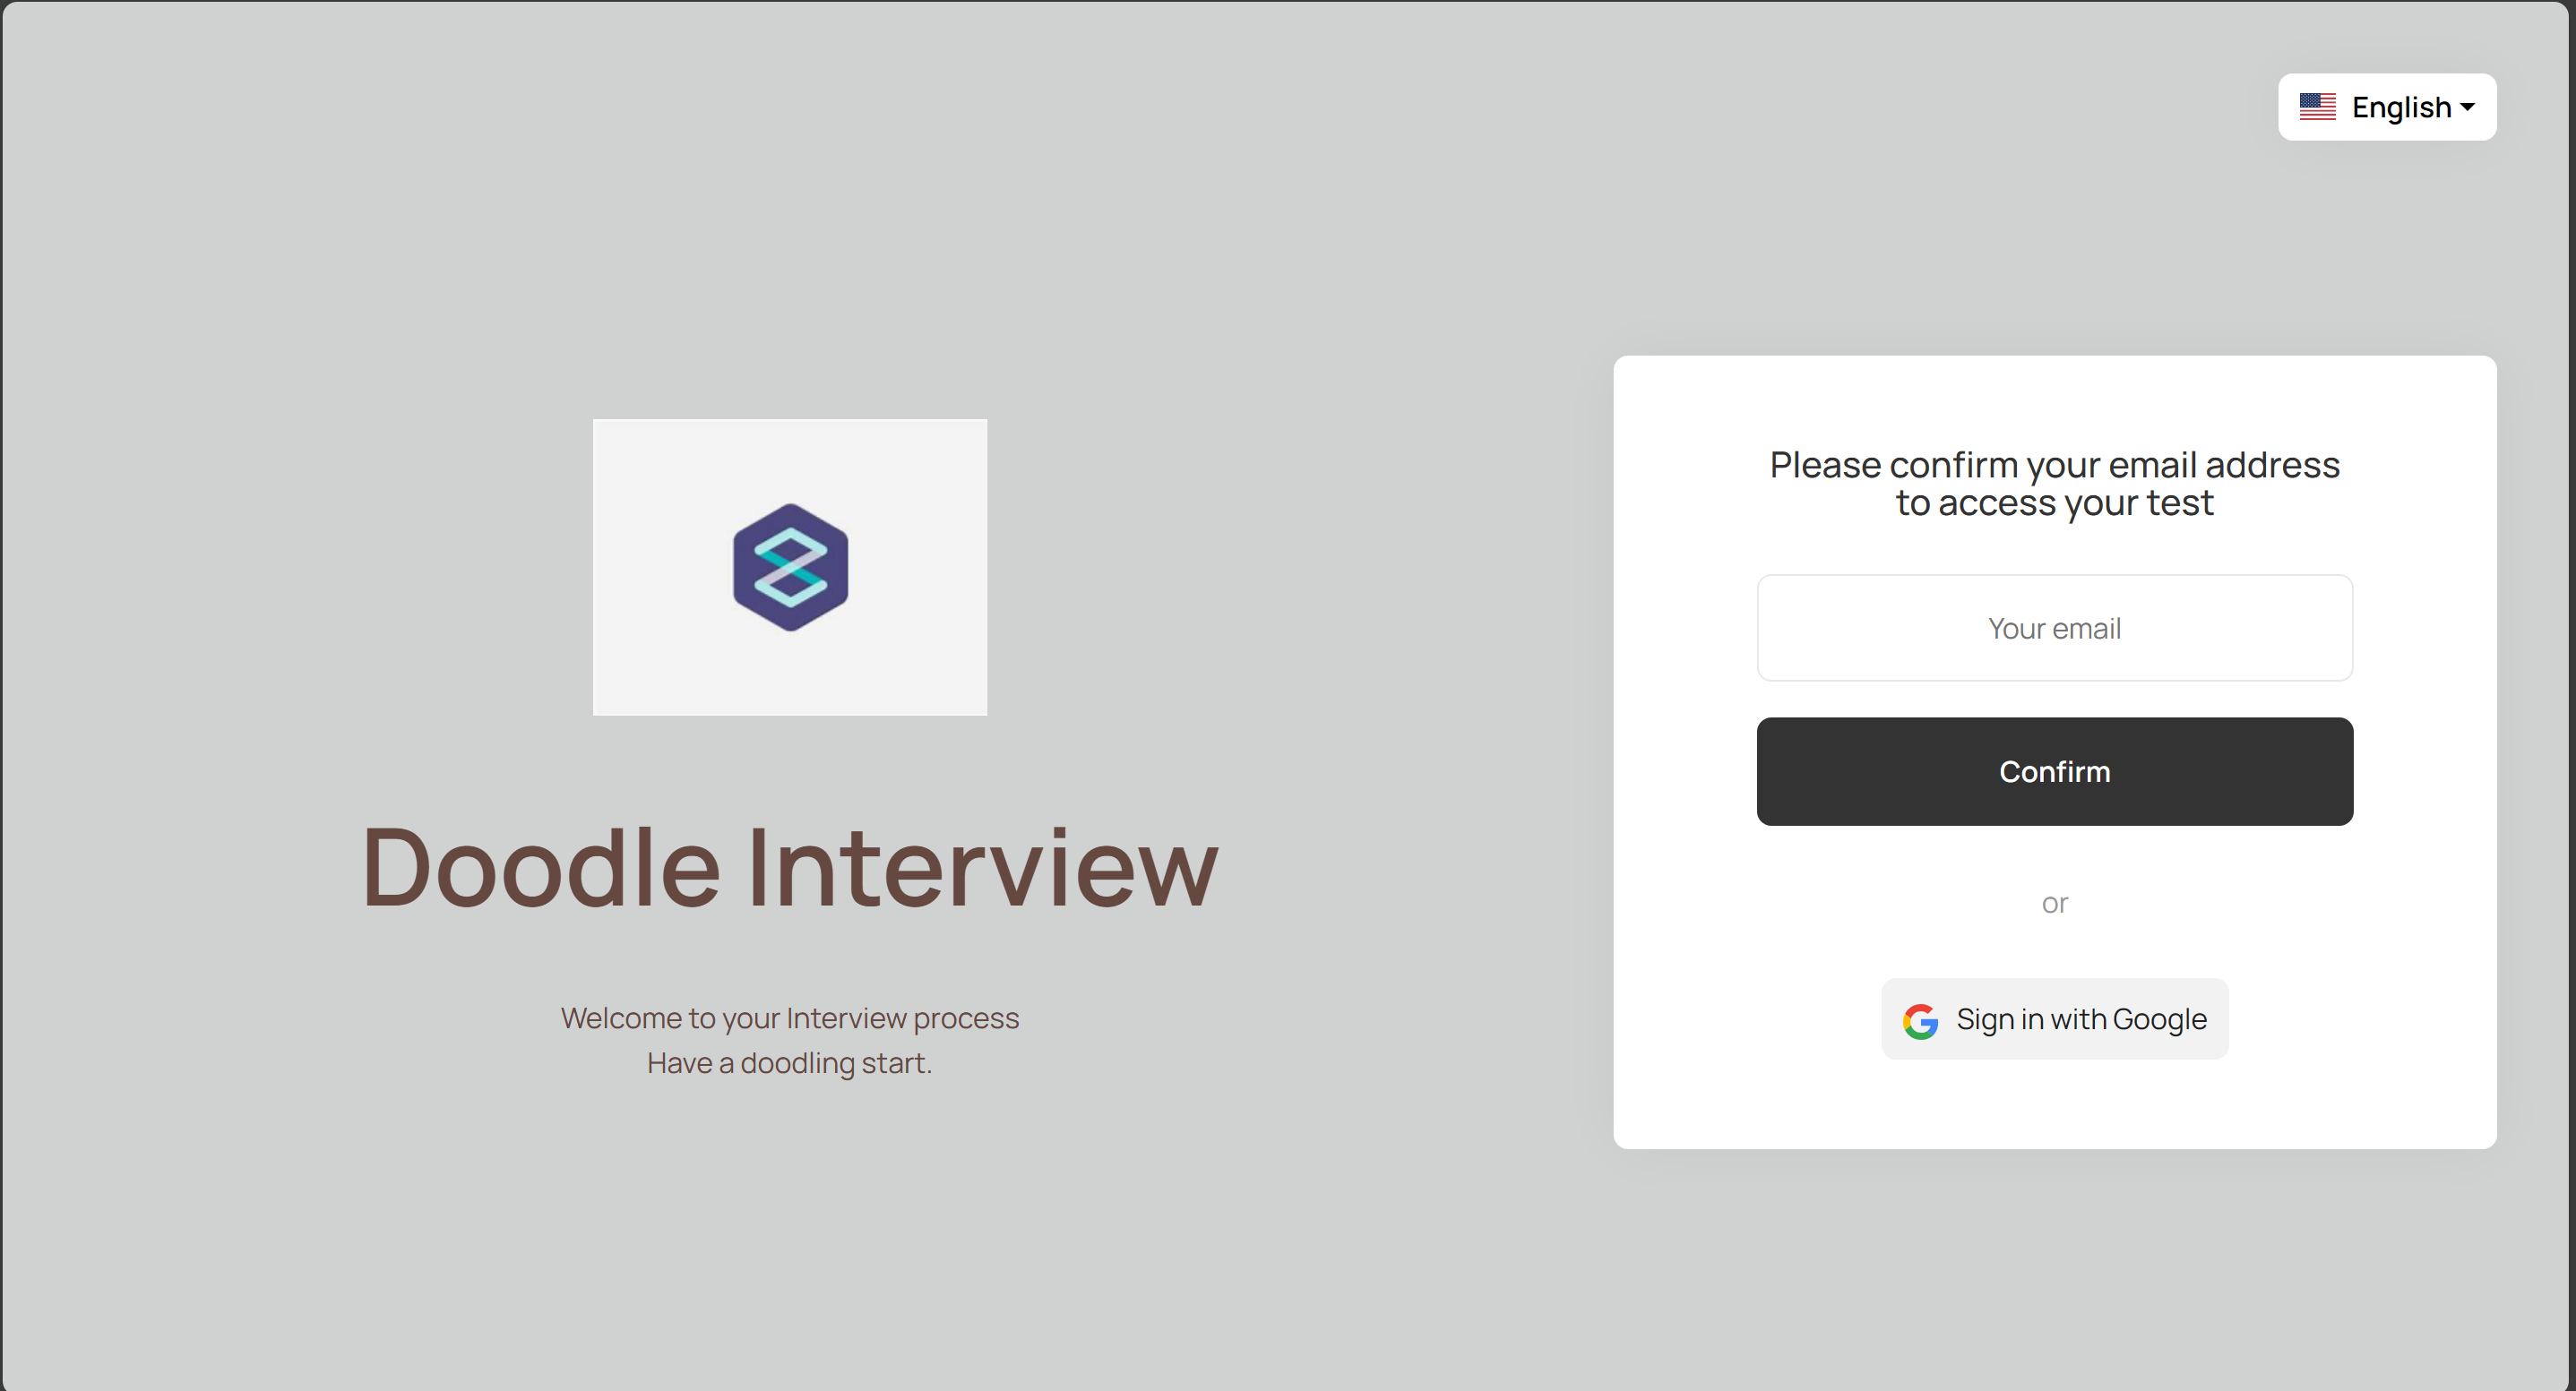 English
Doodle Interview
Welcome to your Interview process
Have a doodling start.
Please confirm your email address
to access your test
Your email
Confirm
or
Sign in with Google